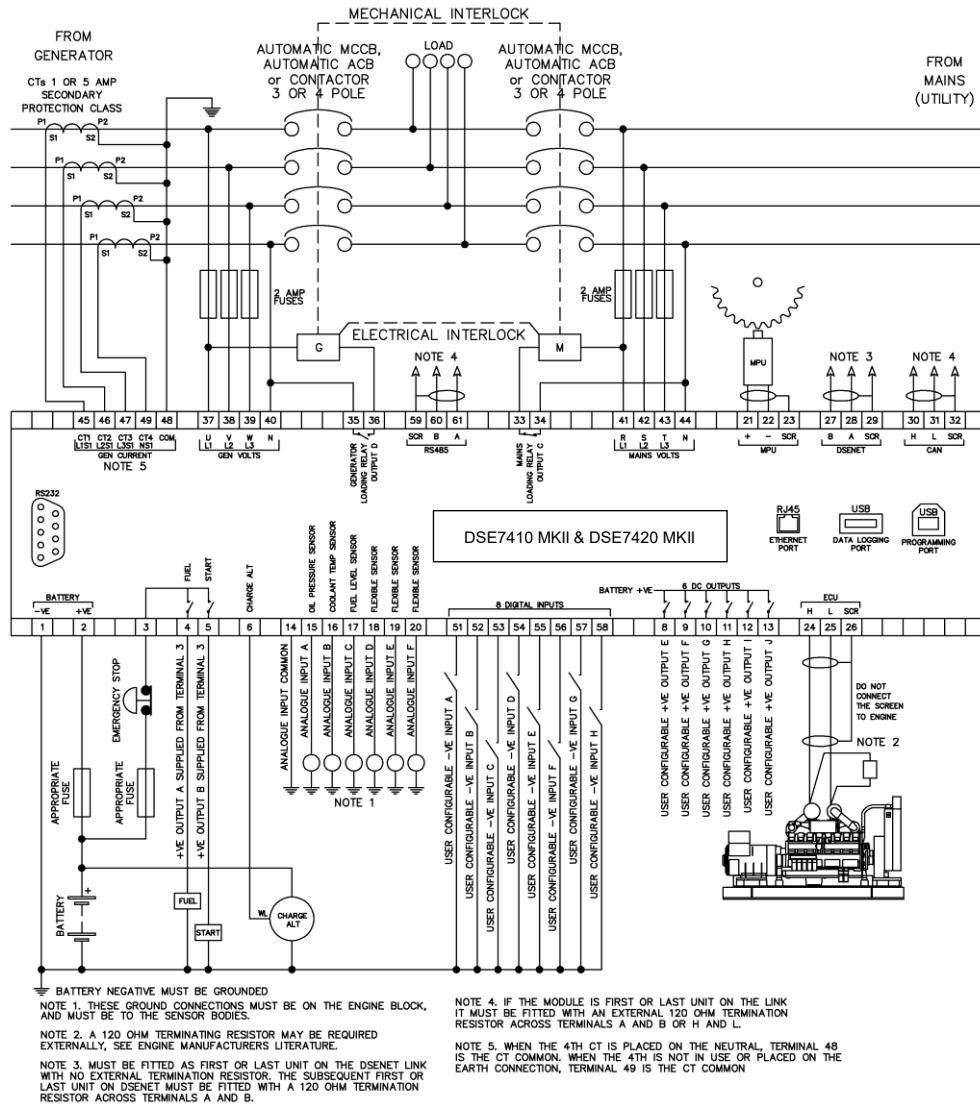 MECHANICAL INTERLOCK
FROM
GENERATOR
CTs 1 OR 5 AMP
SECONDARY
PROTECTION CLASS
AUTOMATIC MCCB,
AUTOMATIC ACB
or CONTACTOR
3 OR 4 POLE
LOAD
AUTOMATIC MCCB,
AUTOMATIC ACB
or CONTACTOR
3 OR 4 POLE
FROM
MAINS
(UTILITY)
P1 P2
S1 S2
P1 P2
S1 S2
P1 P2
S1 S2
P1 P2
S1 S2
2 AMP
FUSES
2 AMP
FUSES
ELECTRICAL INTERLOCK
G
M
NOTE 4
MPU
NOTE 3
NOTE 4
45 46 47 49 48 37 38 39 40 35 36 59 60 61 33 34 41 42 43 44 21 22 23 27 28 29 30 31 32
CT1 CT2 CT3 CT4 COM
L1S1 L2S1 L3S1 NS1
GEN CURRENT
NOTE 5
U V W N
L1 L2 L3
GEN VOLTS
GENERATOR
LOADING RELAY
OUTPUT D
SCR B A
RS485
MAINS
LOADING RELAY
OUTPUT C
R S T N
L1 L2 L3
MAINS VOLTS
+ - SCR
MPU
B A SCR
DSENET
H L SCR
CAN
RS232
DSE7410 MKII & DSE7420 MKII
RJ45
ETHERNET
PORT
USB
DATA LOGGING
PORT
USB
PROGRAMMING
PORT
BATTERY
-VE +VE
FUEL
START
CHARGE ALT
OIL PRESSURE SENSOR
COOLANT TEMP SENSOR
FUEL LEVEL SENSOR
FLEXIBLE SENSOR
FLEXIBLE SENSOR
FLEXIBLE SENSOR
8 DIGITAL INPUTS
BATTERY +VE
6 DC OUTPUTS
ECU
H L SCR
1 2 3 4 5 6 14 15 16 17 18 19 20 51 52 53 54 55 56 57 58 8 9 10 11 12 13 24 25 26
EMERGENCY STOP
+VE OUTPUT A SUPPLIED FROM TERMINAL 3
+VE OUTPUT B SUPPLIED FROM TERMINAL 3
ANALOGUE INPUT COMMON
ANALOGUE INPUT A
ANALOGUE INPUT B
ANALOGUE INPUT C
ANALOGUE INPUT D
ANALOGUE INPUT E
ANALOGUE INPUT F
NOTE 1
USER CONFIGURABLE -VE INPUT A
USER CONFIGURABLE -VE INPUT B
USER CONFIGURABLE -VE INPUT C
USER CONFIGURABLE -VE INPUT D
USER CONFIGURABLE -VE INPUT E
USER CONFIGURABLE -VE INPUT F
USER CONFIGURABLE -VE INPUT G
USER CONFIGURABLE -VE INPUT H
USER CONFIGURABLE +VE OUTPUT E
USER CONFIGURABLE +VE OUTPUT F
USER CONFIGURABLE +VE OUTPUT G
USER CONFIGURABLE +VE OUTPUT H
USER CONFIGURABLE +VE OUTPUT I
USER CONFIGURABLE +VE OUTPUT J
DO NOT
CONNECT
THE SCREEN
TO ENGINE
NOTE 2
APPROPRIATE
FUSE
APPROPRIATE
FUSE
BATTERY
+
FUEL
START
WL
CHARGE
ALT
BATTERY NEGATIVE MUST BE GROUNDED
NOTE 1. THESE GROUND CONNECTIONS MUST BE ON THE ENGINE BLOCK,
AND MUST BE TO THE SENSOR BODIES.
NOTE 2. A 120 OHM TERMINATING RESISTOR MAY BE REQUIRED
EXTERNALLY, SEE ENGINE MANUFACTURERS LITERATURE.
NOTE 3. MUST BE FITTED AS FIRST OR LAST UNIT ON THE DSENET LINK
WITH NO EXTERNAL TERMINATION RESISTOR. THE SUBSEQUENT FIRST OR
LAST UNIT ON DSENET MUST BE FITTED WITH A 120 OHM TERMINATION
RESISTOR ACROSS TERMINALS A AND B.
NOTE 4. IF THE MODULE IS FIRST OR LAST UNIT ON THE LINK
IT MUST BE FITTED WITH AN EXTERNAL 120 OHM TERMINATION
RESISTOR ACROSS TERMINALS A AND B OR H AND L.
NOTE 5. WHEN THE 4TH CT IS PLACED ON THE NEUTRAL, TERMINAL 48
IS THE CT COMMON. WHEN THE 4TH IS NOT IN USE OR PLACED ON THE
EARTH CONNECTION, TERMINAL 49 IS THE CT COMMON